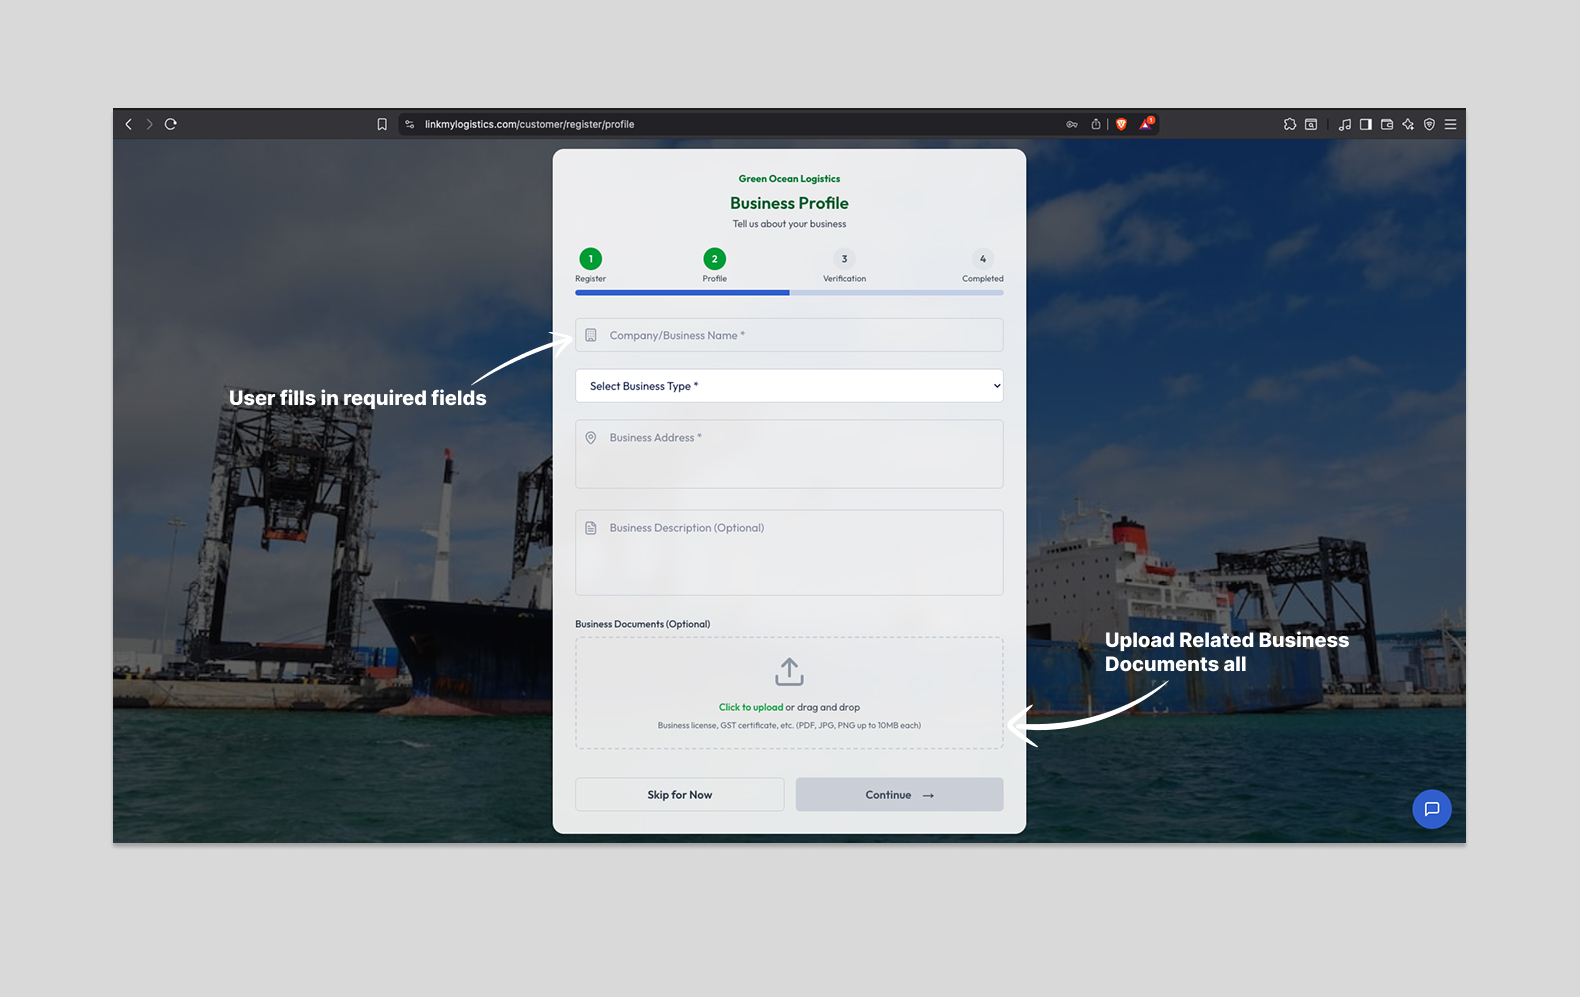 linkmylogistics.com/customer/register/profile
1
Green Ocean Logistics
Business Profile
Tell us about your business
1
2
3
4
Register
Profile
Verification
Completed
Company/Business Name *
Select Business Type *
User fills in required fields
Business Address *
Business Description (Optional)
Business Documents (Optional)
Upload Related Business
Documents all
Click to upload or drag and drop
Business license, GST certificate, etc. (PDF, JPG, PNG up to 10MB each)
Skip for Now
Continue →